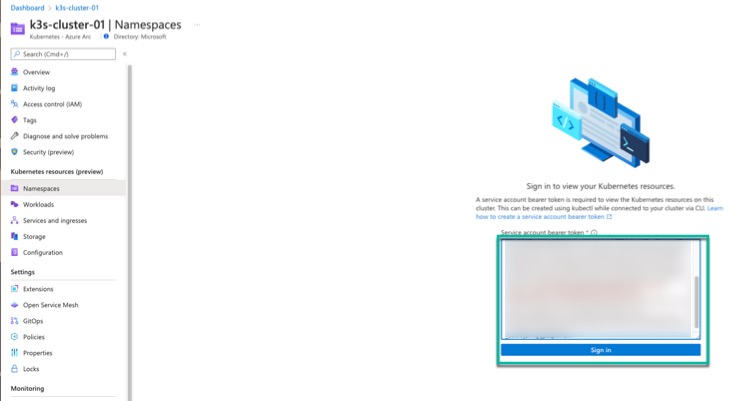 Dashboard > k3s-cluster-01
k3s-cluster-01 | Namespaces ...
Kubernetes - Azure Arc Directory: Microsoft
Search (Cmd+/) «
Overview
Activity log
Access control (IAM)
Tags
Diagnose and solve problems
Security (preview)
Kubernetes resources (preview)
Namespaces
Workloads
Services and ingresses
Storage
Configuration
Settings
Extensions
Open Service Mesh
GitOps
Policies
Properties
Locks
Monitoring
Sign in to view your Kubernetes resources.
A service account bearer token is required to view the Kubernetes resources on this
cluster. This can be created using kubectl while connected to your cluster via CLI. Learn
how to create a service account bearer token
Service account bearer token *
Sign in